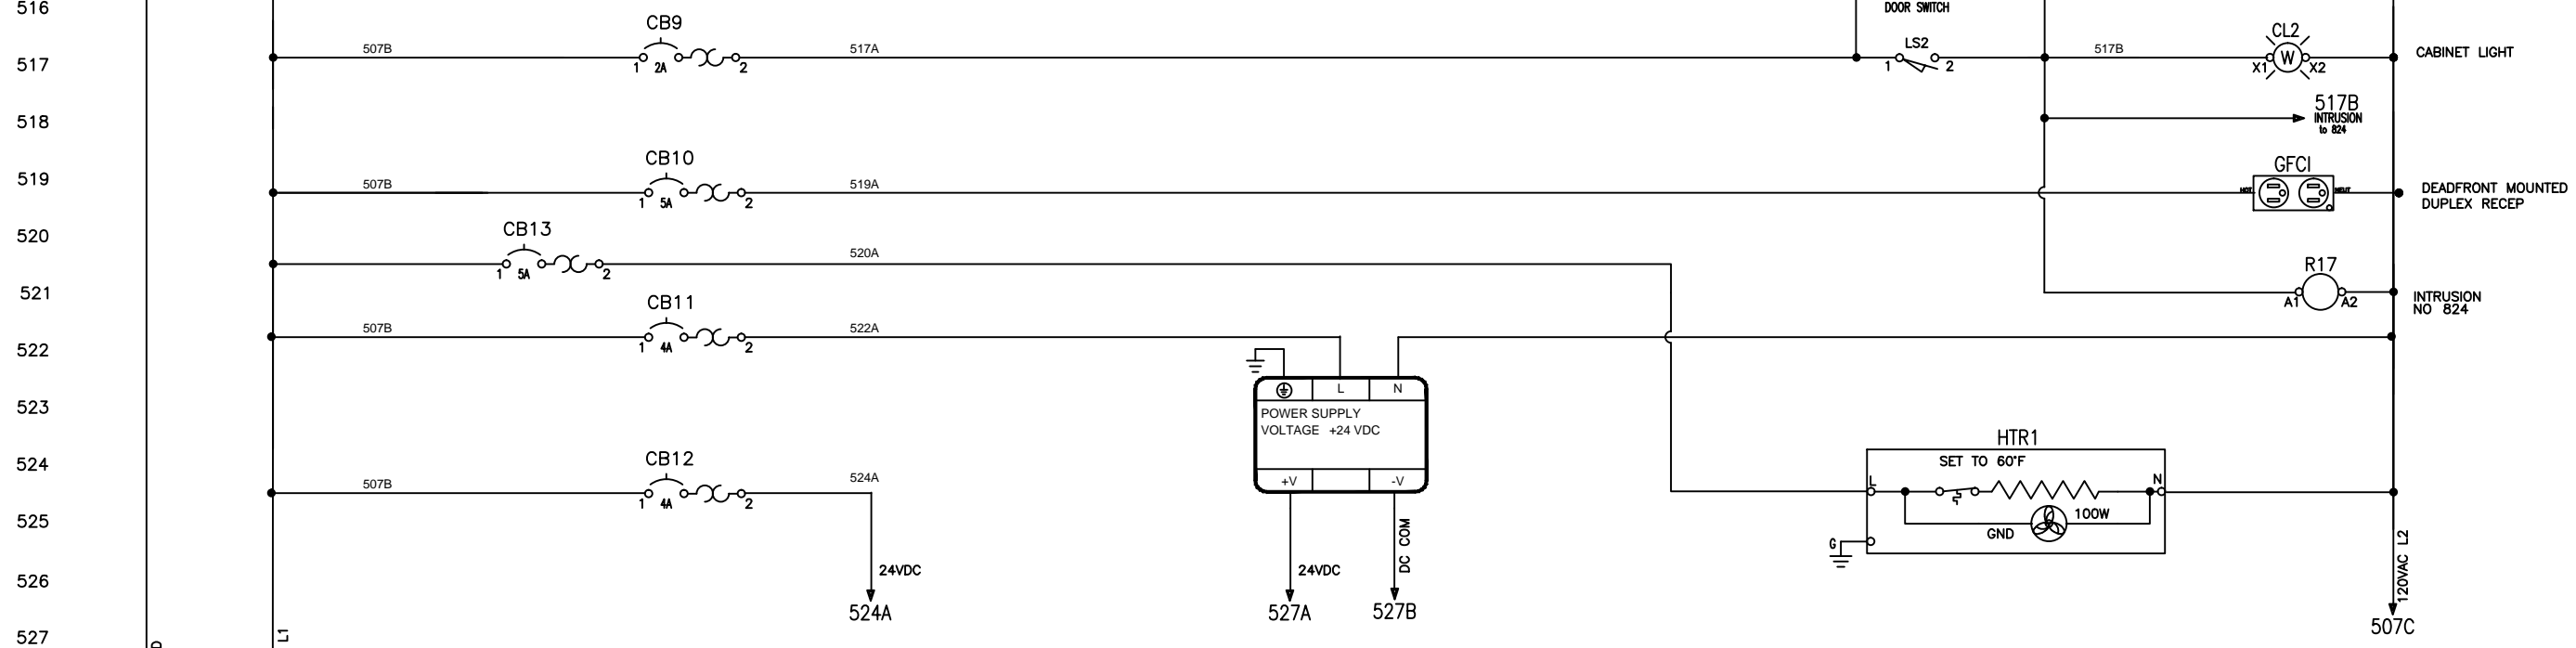 516
DOOR SWITCH
CB9
CL2
507B
517A
LS2
517B
CABINET LIGHT
517
1 2A 2
1 2
X1 W X2
517B
INTRUSION
to 824
518
CB10
GFCI
519
507B
519A
HOT
NEUT
DEADFRONT MOUNTED
DUPLEX RECEP
1 5A 2
520
CB13
520A
1 5A 2
R17
521
A1 A2
INTRUSION
NO 824
CB11
507B
522A
522
1 4A 2
L
N
523
POWER SUPPLY
VOLTAGE +24 VDC
HTR1
524
CB12
SET TO 60°F
507B
524A
+V
-V
L
N
1 4A 2
525
100W
GND
DC COM
G
120VAC L2
526
24VDC
24VDC
524A
527A
527B
507C
527
L1